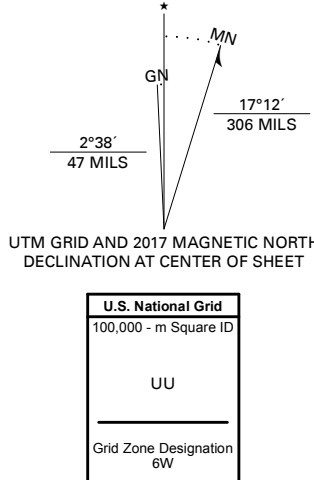 ★
MN
GN
17°12´
306 MILS
2°38´
47 MILS
UTM GRID AND 2017 MAGNETIC NORTH
DECLINATION AT CENTER OF SHEET
U.S. National Grid
100,000 - m Square ID
UU
Grid Zone Designation
6W